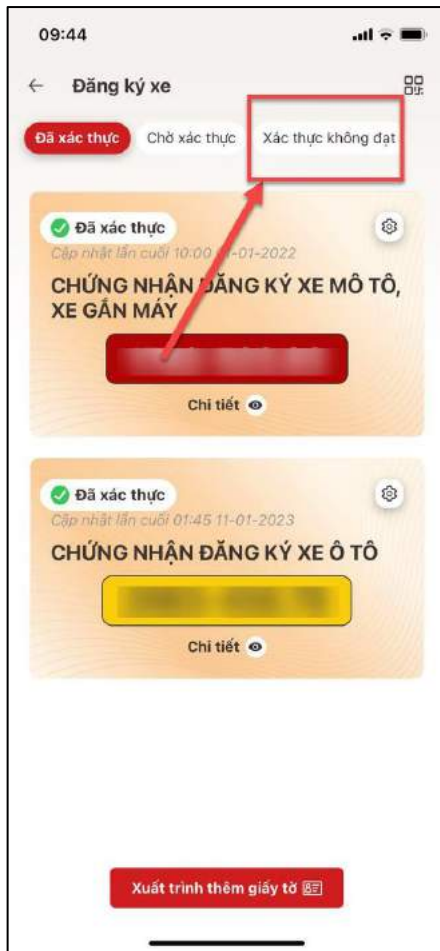 09:44
Đăng ký xe
Đã xác thực Chờ xác thực Xác thực không đạt
Đã xác thực
Cập nhật lần cuối 10:00 01-01-2022
CHỨNG NHẬN ĐĂNG KÝ XE MÔ TÔ,
XE GẮN MÁY
Chi tiết
Đã xác thực
Cập nhật lần cuối 01:45 11-01-2023
CHỨNG NHẬN ĐĂNG KÝ XE Ô TÔ
Chi tiết
Xuất trình thêm giấy tờ